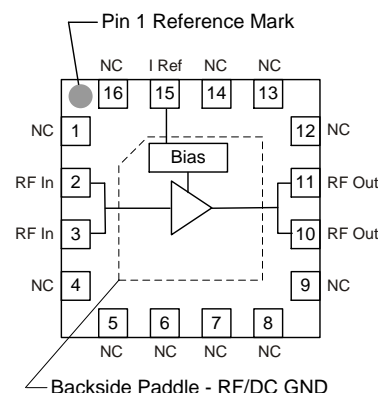 Pin 1 Reference Mark
NC I Ref NC NC
16 15 14 13
NC 1 12 NC
Bias
RF In 2 11 RF Out
RF In 3 10 RF Out
NC 4 9 NC
5 6 7 8
NC NC NC NC
Backside Paddle - RF/DC GND